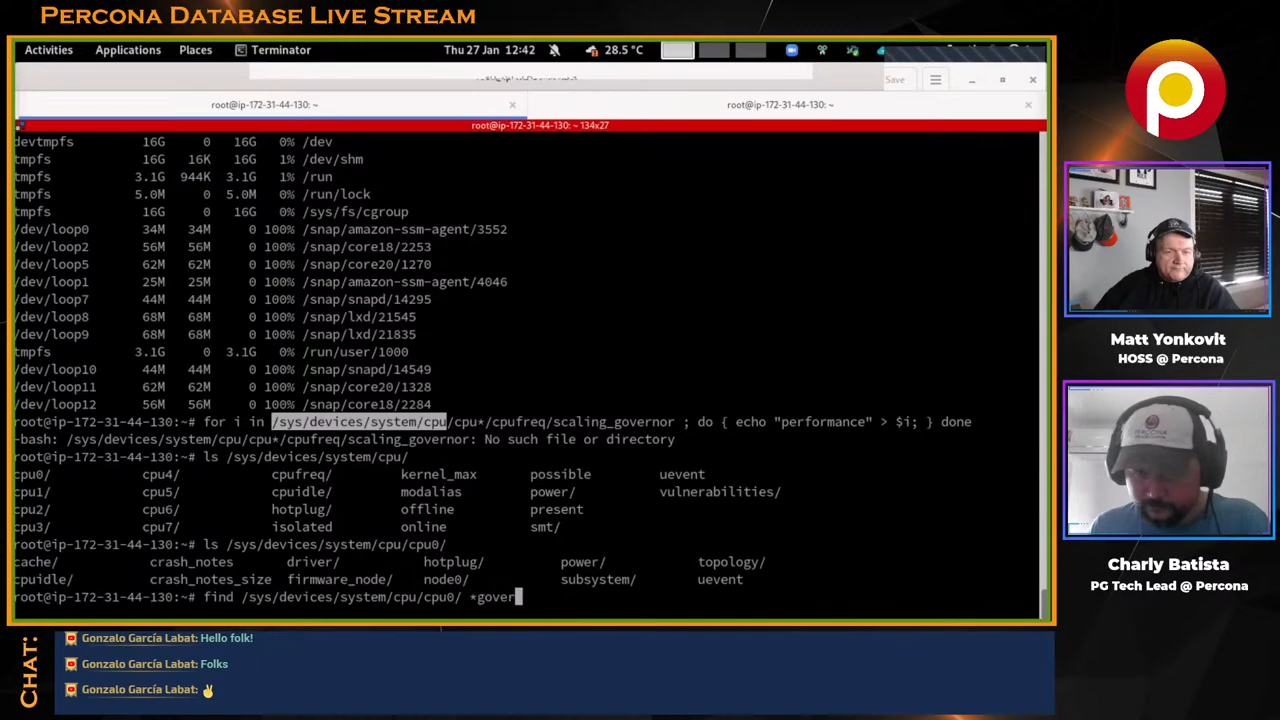 PERCONA DATABASE LIVE STREAM
Activities Applications Places Terminator Thu 27 Jan 12:42 28.5 °C
Save
root@ip-172-31-44-130: ~ root@ip-172-31-44-130: ~
root@ip-172-31-44-130: ~ 134x27
devtmpfs 16G 0 16G 0% /dev
tmpfs 16G 16K 16G 1% /dev/shm
tmpfs 3.1G 944K 3.1G 1% /run
tmpfs 5.0M 0 5.0M 0% /run/lock
tmpfs 16G 0 16G 0% /sys/fs/cgroup
/dev/loop0 34M 34M 0 100% /snap/amazon-ssm-agent/3552
/dev/loop2 56M 56M 0 100% /snap/core18/2253
/dev/loop5 62M 62M 0 100% /snap/core20/1270
/dev/loop1 25M 25M 0 100% /snap/amazon-ssm-agent/4046
/dev/loop7 44M 44M 0 100% /snap/snapd/14295
/dev/loop8 68M 68M 0 100% /snap/lxd/21545
/dev/loop9 68M 68M 0 100% /snap/lxd/21835
tmpfs 3.1G 0 3.1G 0% /run/user/1000
/dev/loop10 44M 44M 0 100% /snap/snapd/14549
/dev/loop11 62M 62M 0 100% /snap/core20/1328
/dev/loop12 56M 56M 0 100% /snap/core18/2284
root@ip-172-31-44-130:~# for i in /sys/devices/system/cpu/cpu*/cpufreq/scaling_governor ; do { echo "performance" > $i; } done
-bash: /sys/devices/system/cpu/cpu*/cpufreq/scaling_governor: No such file or directory
root@ip-172-31-44-130:~# ls /sys/devices/system/cpu/
cpu0/ cpu4/ cpufreq/ kernel_max possible uevent
cpu1/ cpu5/ cpuidle/ modalias power/ vulnerabilities/
cpu2/ cpu6/ hotplug/ offline present
cpu3/ cpu7/ isolated online smt/
root@ip-172-31-44-130:~# ls /sys/devices/system/cpu/cpu0/
cache/ crash_notes driver/ hotplug/ power/ topology/
cpuidle/ crash_notes_size firmware_node/ node0/ subsystem/ uevent
root@ip-172-31-44-130:~# find /sys/devices/system/cpu/cpu0/ *gover
Matt Yonkovit
HOSS @ Percona
PERCONA
Charly Batista
PG Tech Lead @ Percona
CHAT:
Gonzalo García Labat: Hello folk!
Gonzalo García Labat: Folks
Gonzalo García Labat: ✌